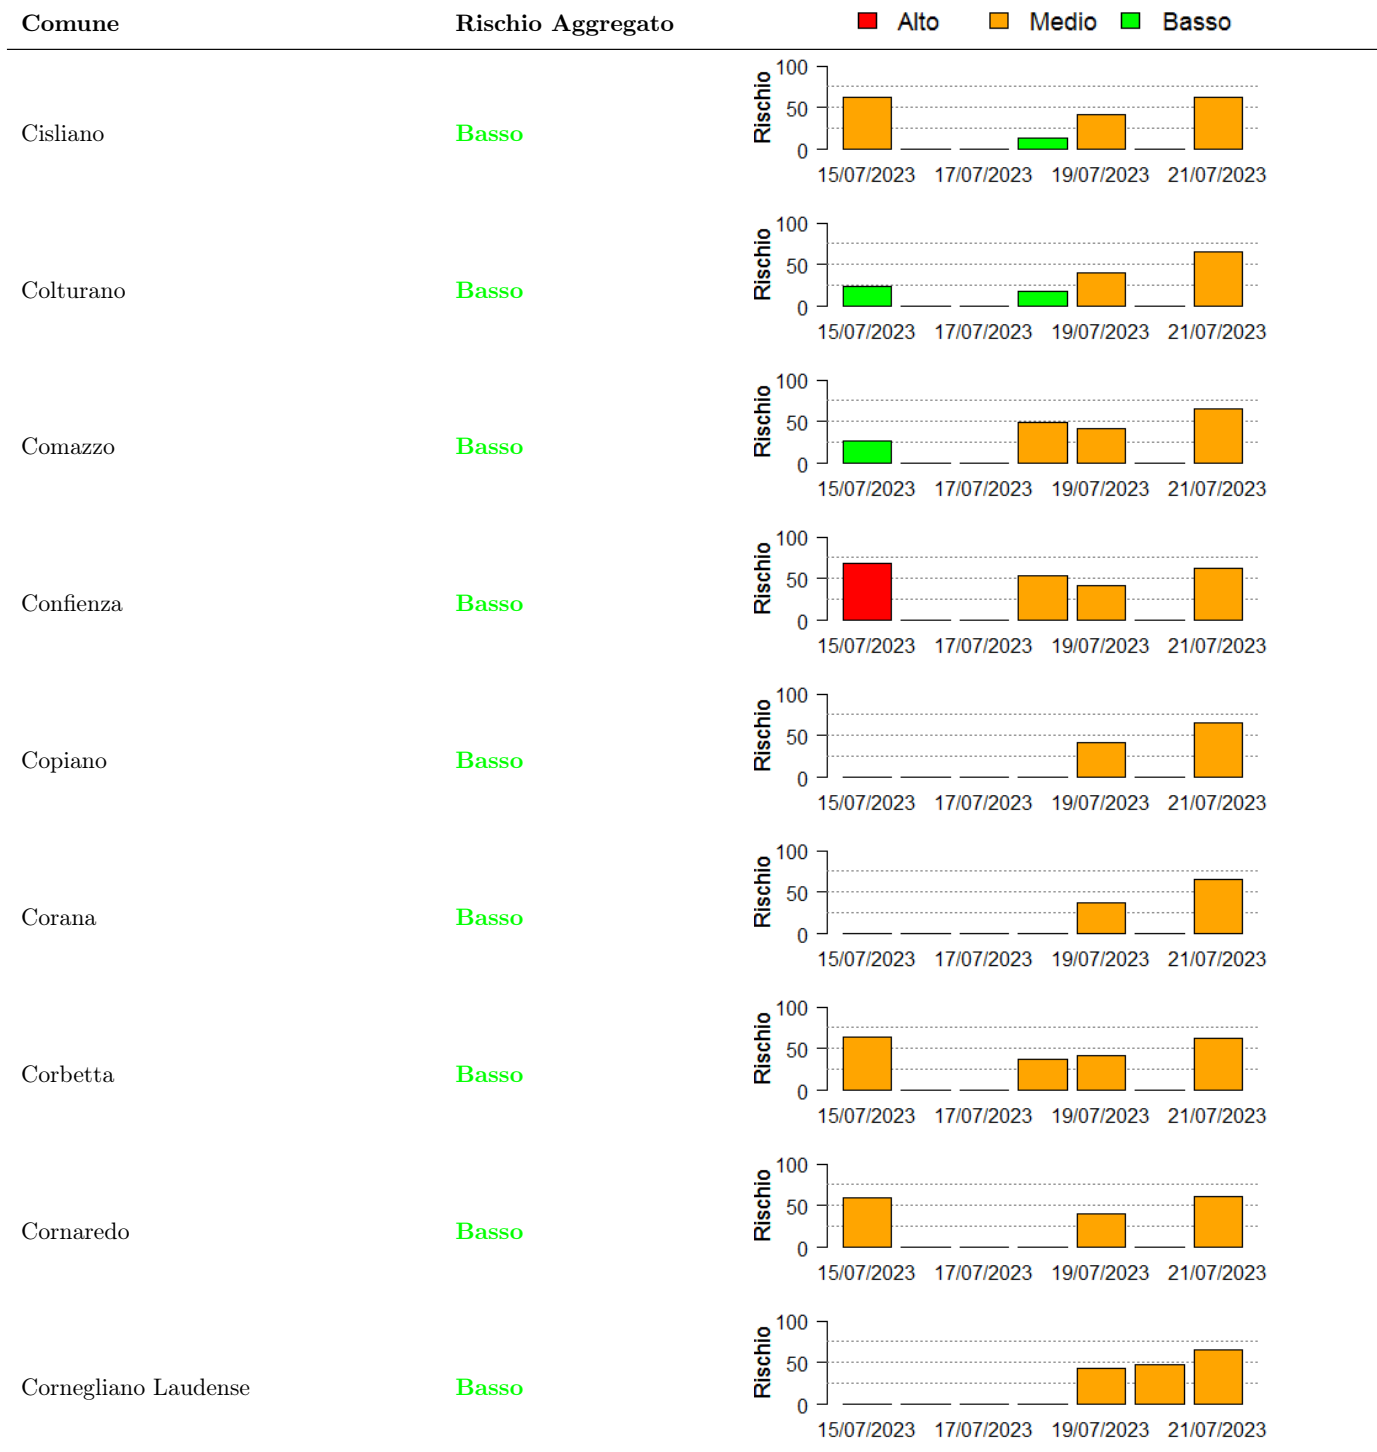 Comune Rischio Aggregato Alto Medio Basso
100
50
0
Rischio
Cisliano Basso
15/07/2023 17/07/2023 19/07/2023 21/07/2023
100
50
0
Rischio
Colturano Basso
15/07/2023 17/07/2023 19/07/2023 21/07/2023
100
50
0
Rischio
Comazzo Basso
15/07/2023 17/07/2023 19/07/2023 21/07/2023
100
50
0
Rischio
Confienza Basso
15/07/2023 17/07/2023 19/07/2023 21/07/2023
100
50
0
Rischio
Copiano Basso
15/07/2023 17/07/2023 19/07/2023 21/07/2023
100
50
0
Rischio
Corana Basso
15/07/2023 17/07/2023 19/07/2023 21/07/2023
100
50
0
Rischio
Corbetta Basso
15/07/2023 17/07/2023 19/07/2023 21/07/2023
100
50
0
Rischio
Cornaredo Basso
15/07/2023 17/07/2023 19/07/2023 21/07/2023
100
50
0
Rischio
Cornegliano Laudense Basso
15/07/2023 17/07/2023 19/07/2023 21/07/2023